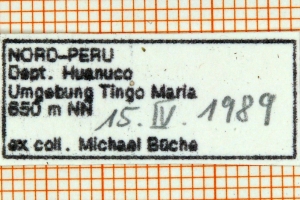 NORD-PERU
Dept. Huanuco
Umgebung Tingo Maria
650 m NN 15. IV. 1989
ex coll. Michael Büche